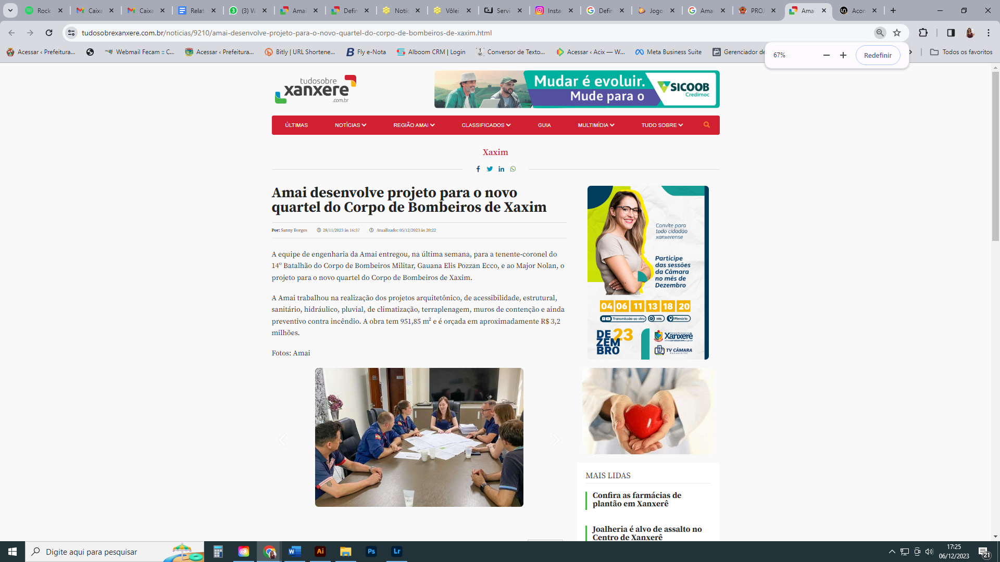 Rock
Caixa
Caixa
Relat
(3) W
Amai
Defin
Notíc
Vôlei
Servi
Insta
Defin
Jogo
Ama
PROJ
Amai
Acon
tudosobrexanxere.com.br/noticias/9210/amai-desenvolve-projeto-para-o-novo-quartel-do-corpo-de-bombeiros-de-xaxim.html
Acessar ‹ Prefeitura...
Webmail Fecam :: C...
Acessar ‹ Prefeitura...
Bitly | URL Shortene...
Fly e-Nota
Alboom CRM | Login
Conversor de Texto...
Acessar ‹ Acix — W...
Meta Business Suite
Gerenciador de
Todos os favoritos
67%
Redefinir
tudosobre
xanxere
.com.br
Mudar é evoluir.
Mude para o
SICOOB
Credimoc
ÚLTIMAS NOTÍCIAS REGIÃO AMAI CLASSIFICADOS GUIA MULTIMÍDIA TUDO SOBRE
Xaxim
Amai desenvolve projeto para o novo
quartel do Corpo de Bombeiros de Xaxim
Por: Sanny Borges 28/11/2023 às 16:37 Atualizado: 05/12/2023 às 20:22
A equipe de engenharia da Amai entregou, na última semana, para a tenente-coronel do
14º Batalhão do Corpo de Bombeiros Militar, Gauana Elis Pozzan Ecco, e ao Major Nolan, o
projeto para o novo quartel do Corpo de Bombeiros de Xaxim.
A Amai trabalhou na realização dos projetos arquitetônico, de acessibilidade, estrutural,
sanitário, hidráulico, pluvial, de climatização, terraplenagem, muros de contenção e ainda
preventivo contra incêndio. A obra tem 951,85 m² e é orçada em aproximadamente R$ 3,2
milhões.
Fotos: Amai
Convite para
todo cidadão
xanxerense
Participe
das sessões
da Câmara
no mês de
Dezembro
04 06 11 13 18 20
Transmissão ao vivo 19h Plenário
DE
ZEM
BRO
23
Xanxerê
TV CÂMARA
MAIS LIDAS
Confira as farmácias de
plantão em Xanxerê
Joalheria é alvo de assalto no
Centro de Xanxerê
Digite aqui para pesquisar
Ai
Ps
Lr
17:25
06/12/2023
21